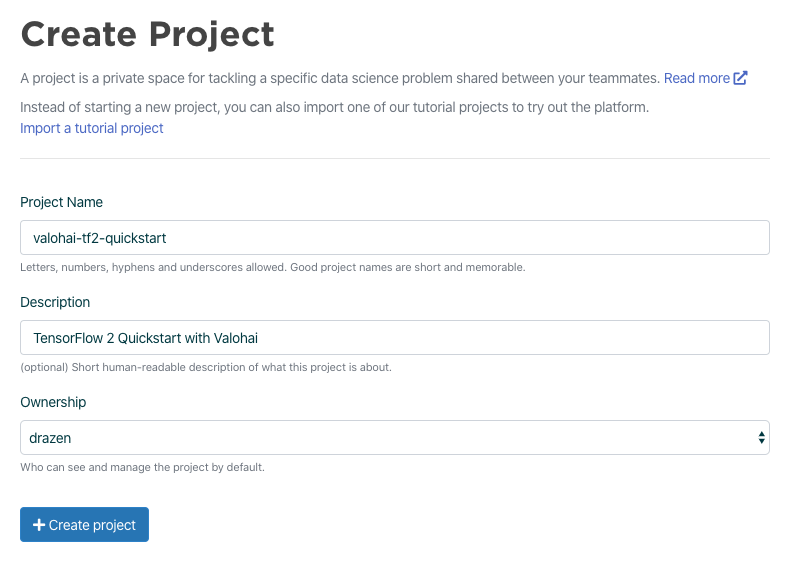 Create Project
A project is a private space for tackling a specific data science problem shared between your teammates. Read more
Instead of starting a new project, you can also import one of our tutorial projects to try out the platform.
Import a tutorial project
Project Name
valohai-tf2-quickstart
Letters, numbers, hyphens and underscores allowed. Good project names are short and memorable.
Description
TensorFlow 2 Quickstart with Valohai
(optional) Short human-readable description of what this project is about.
Ownership
drazen
Who can see and manage the project by default.
Create project